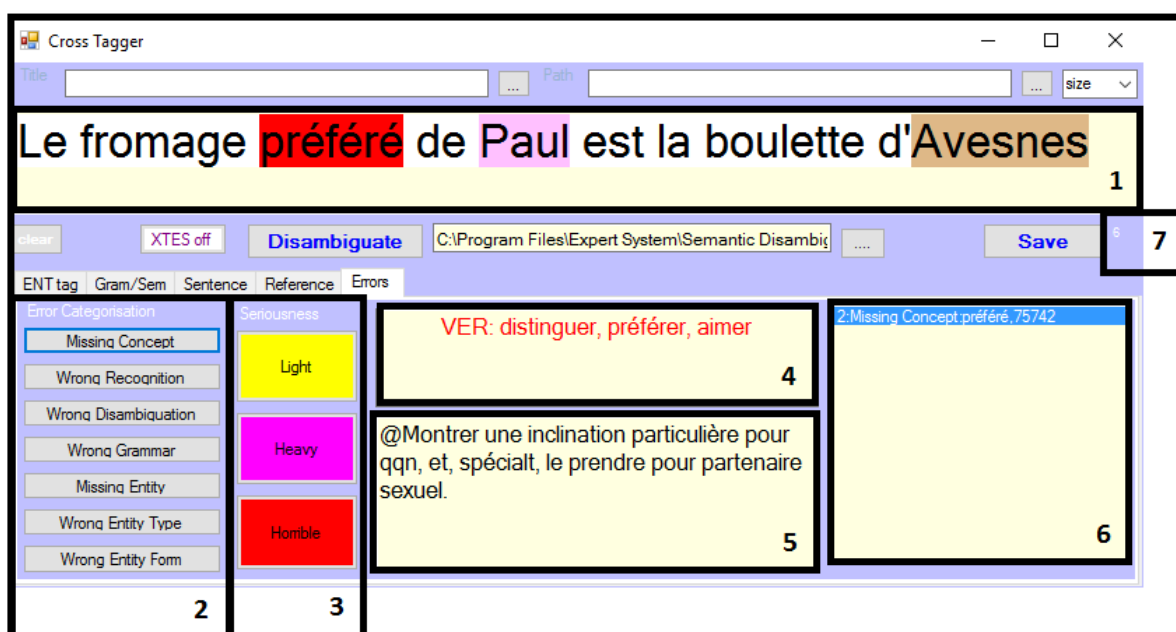 Cross Tagger
Title ... Path ... size
Le fromage préféré de Paul est la boulette d'Avesnes
1
clear XTES off Disambiguate C:\Program Files\Expert System\Semantic Disambig .... Save 6 7
ENT tag Gram/Sem Sentence Reference Errors
Error Categorisation
Missing Concept
Wrong Recognition
Wrong Disambiguation
Wrong Grammar
Missing Entity
Wrong Entity Type
Wrong Entity Form
2
Seriousness
Light
Heavy
Horrible
3
VER: distinguer, préférer, aimer
4
@Montrer une inclination particulière pour
qqn, et, spécialt, le prendre pour partenaire
sexuel.
5
2:Missing Concept:préféré,75742
6